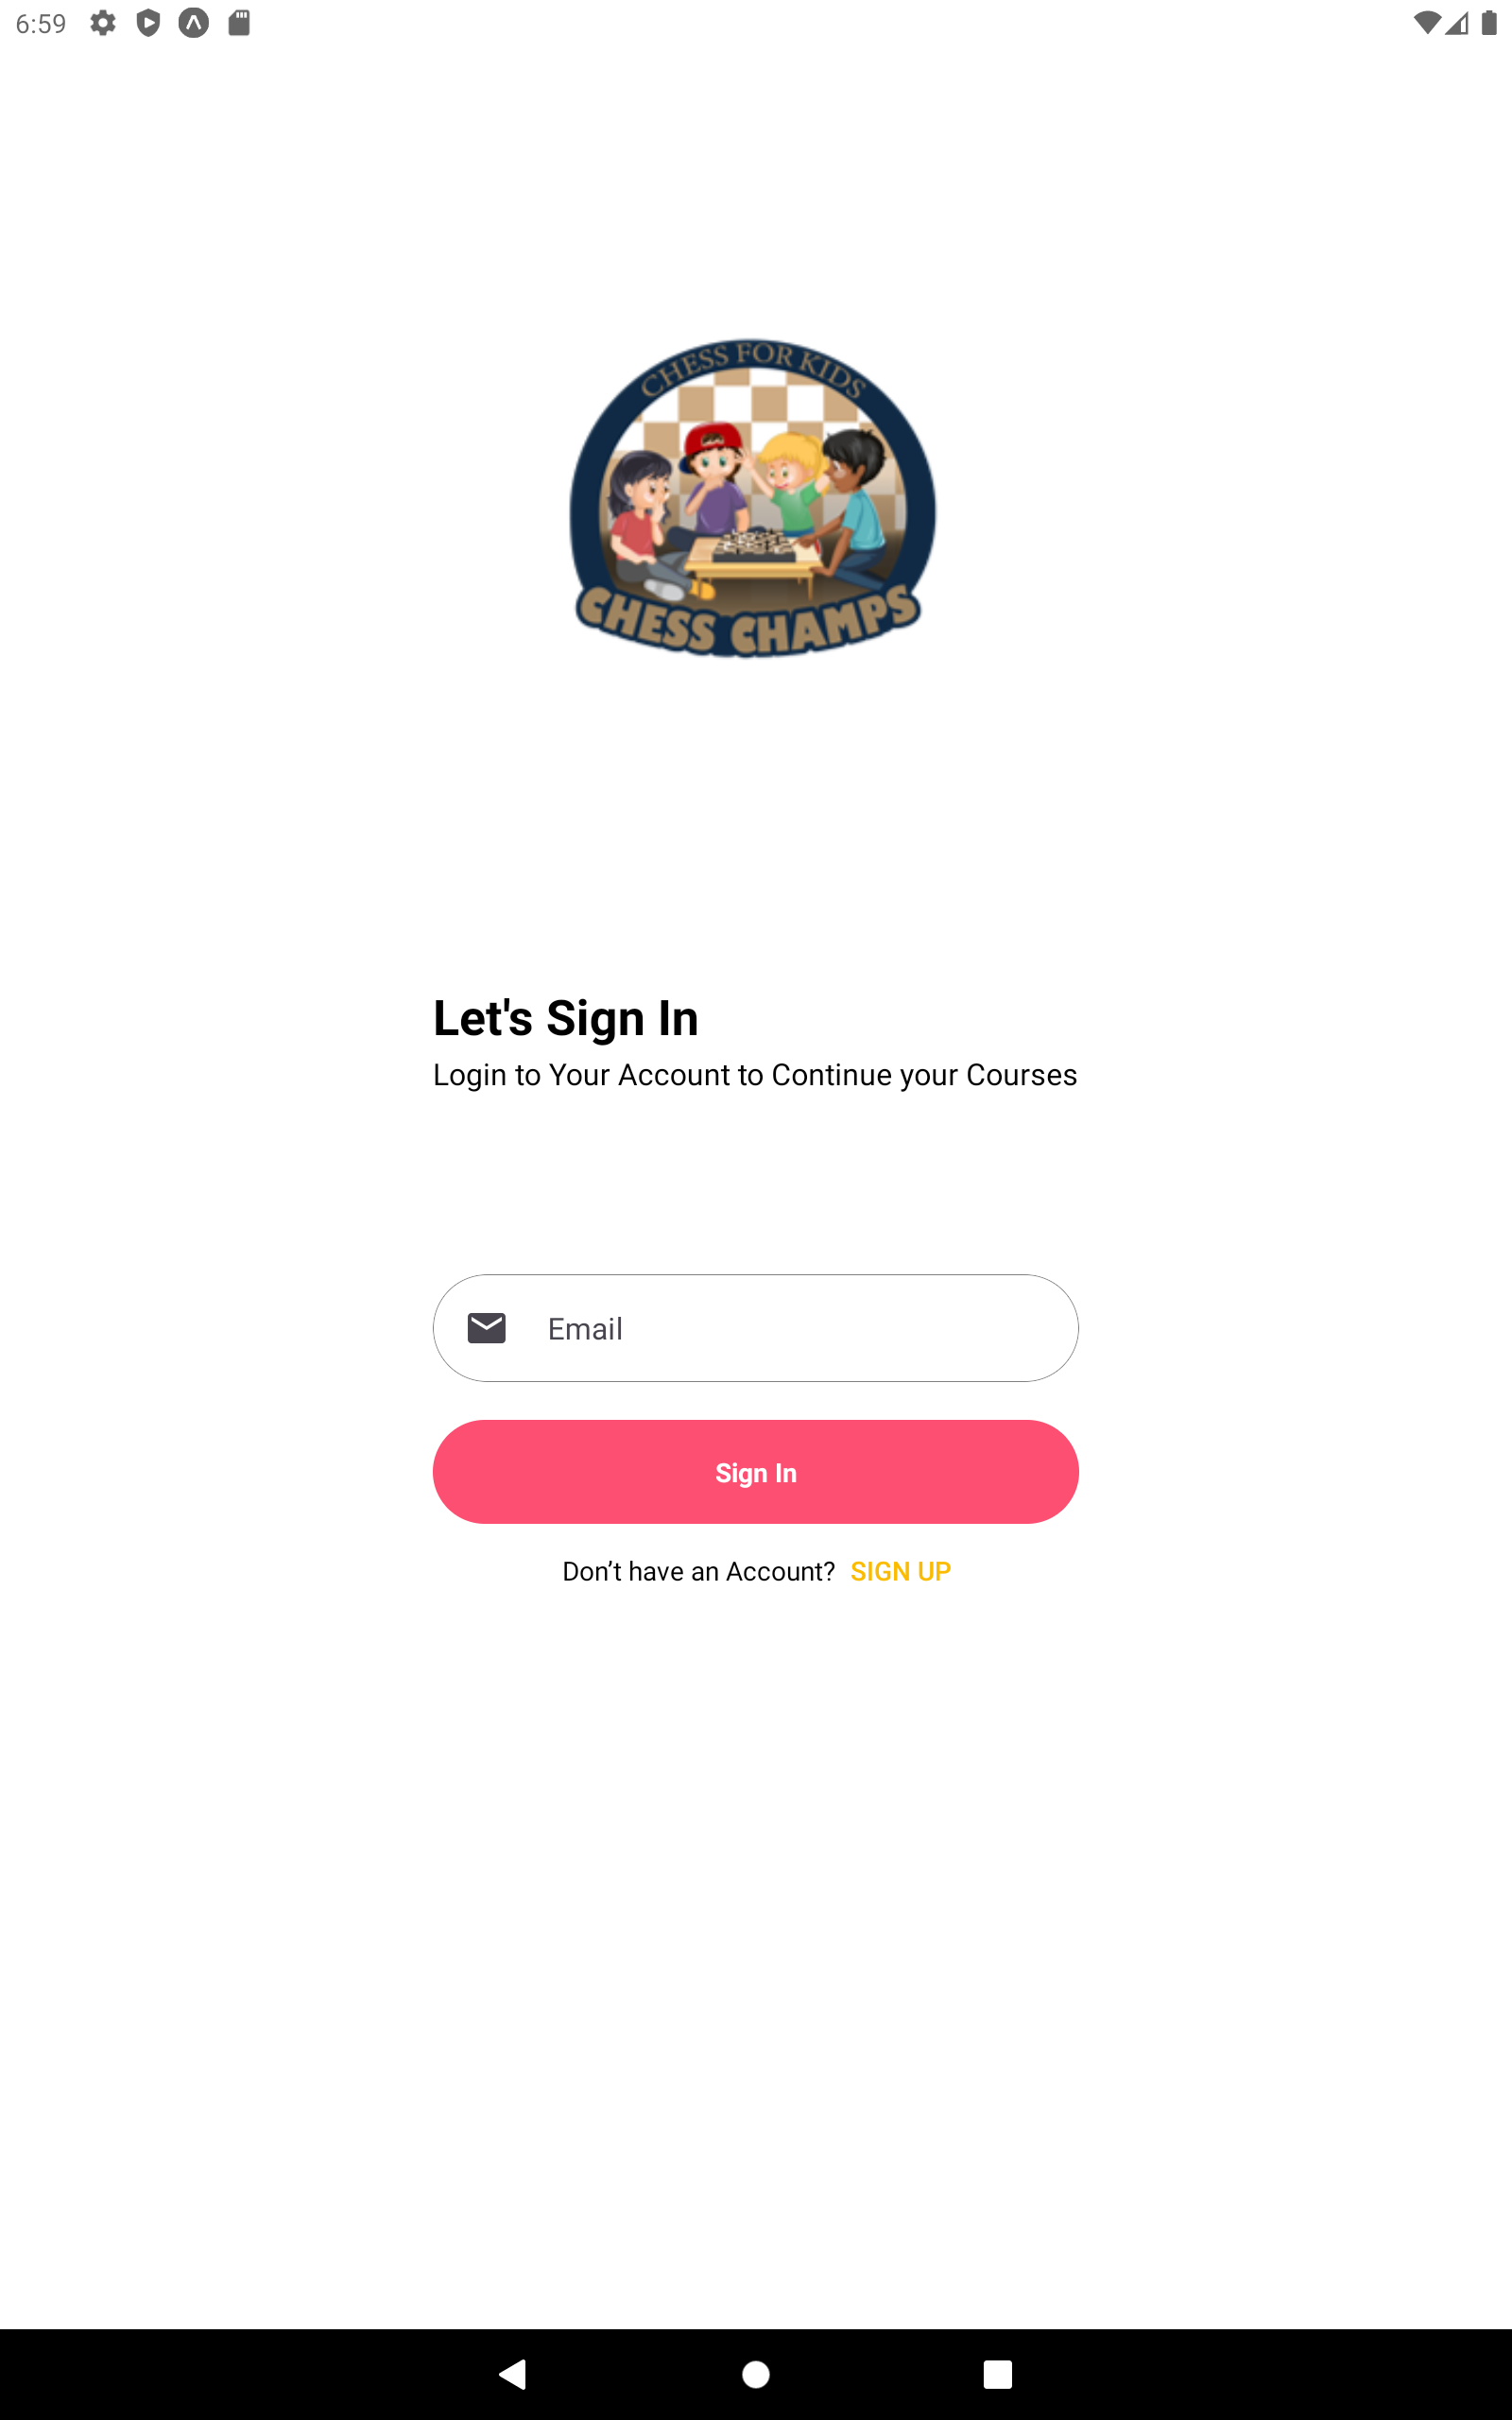 6:59
CHESS FOR KIDS
CHESS CHAMPS
Let's Sign In
Login to Your Account to Continue your Courses
Email
Sign In
Don’t have an Account? SIGN UP